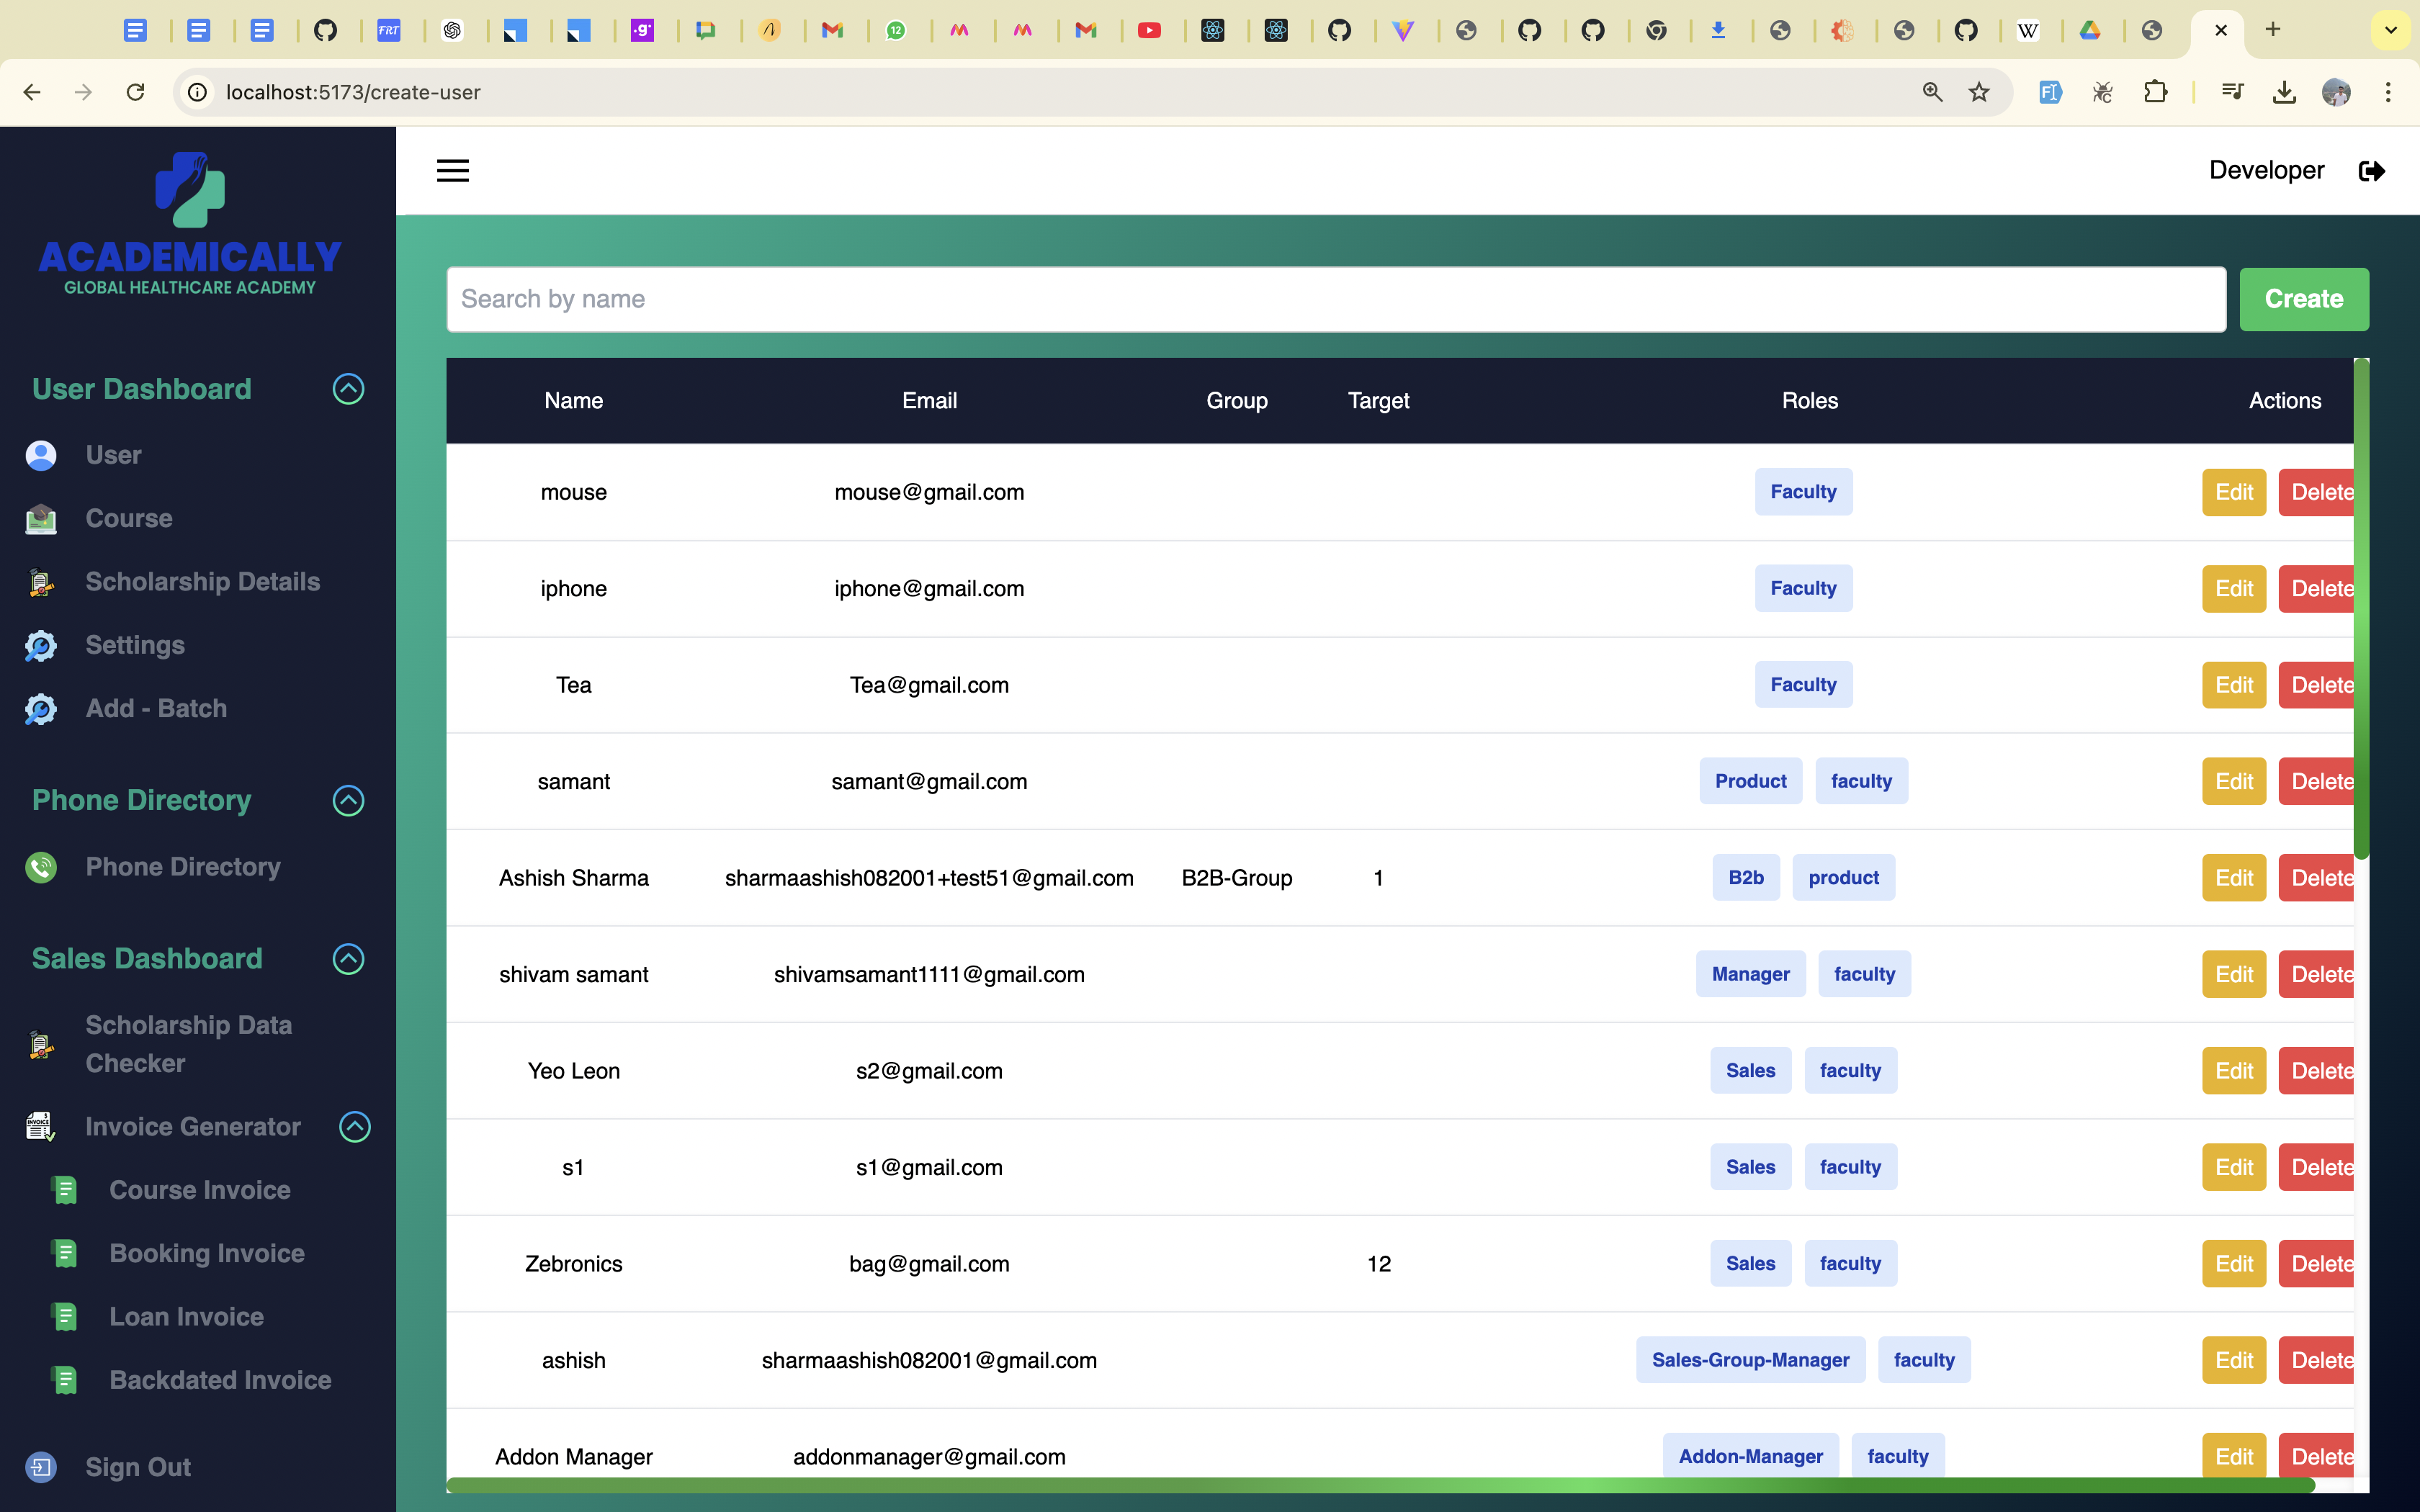 FRT
.g
12
W
localhost:5173/create-user
ACADEMICALLY
GLOBAL HEALTHCARE ACADEMY
Developer
User Dashboard
User
Course
Scholarship Details
Settings
Add - Batch
Phone Directory
Phone Directory
Sales Dashboard
Scholarship Data
Checker
Invoice Generator
Course Invoice
Booking Invoice
Loan Invoice
Backdated Invoice
Sign Out
Search by name Create
Name Email Group Target Roles Actions
mouse mouse@gmail.com Faculty Edit Delete
iphone iphone@gmail.com Faculty Edit Delete
Tea Tea@gmail.com Faculty Edit Delete
samant samant@gmail.com Product faculty Edit Delete
Ashish Sharma sharmaashish082001+test51@gmail.com B2B-Group 1 B2b product Edit Delete
shivam samant shivamsamant1111@gmail.com Manager faculty Edit Delete
Yeo Leon s2@gmail.com Sales faculty Edit Delete
s1 s1@gmail.com Sales faculty Edit Delete
Zebronics bag@gmail.com 12 Sales faculty Edit Delete
ashish sharmaashish082001@gmail.com Sales-Group-Manager faculty Edit Delete
Addon Manager addonmanager@gmail.com Addon-Manager faculty Edit Delete